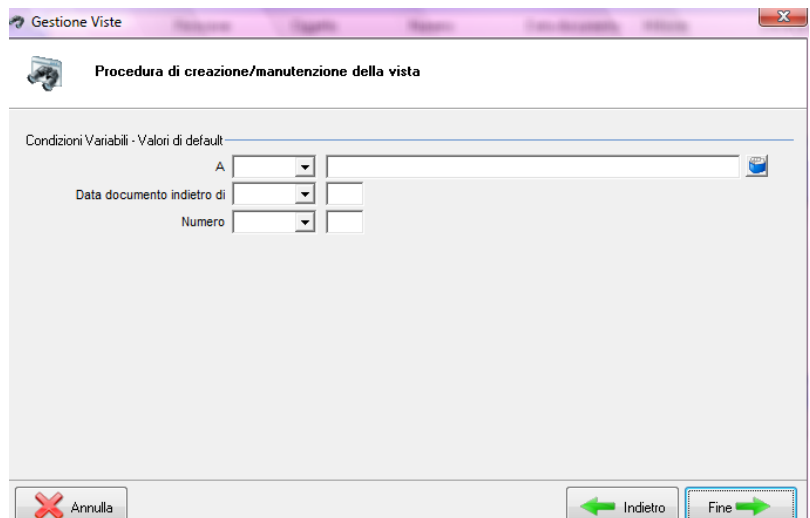 Gestione Viste
Procedura di creazione/manutenzione della vista
Condizioni Variabili - Valori di default
A
Data documento indietro di
Numero
Annulla
Indietro
Fine